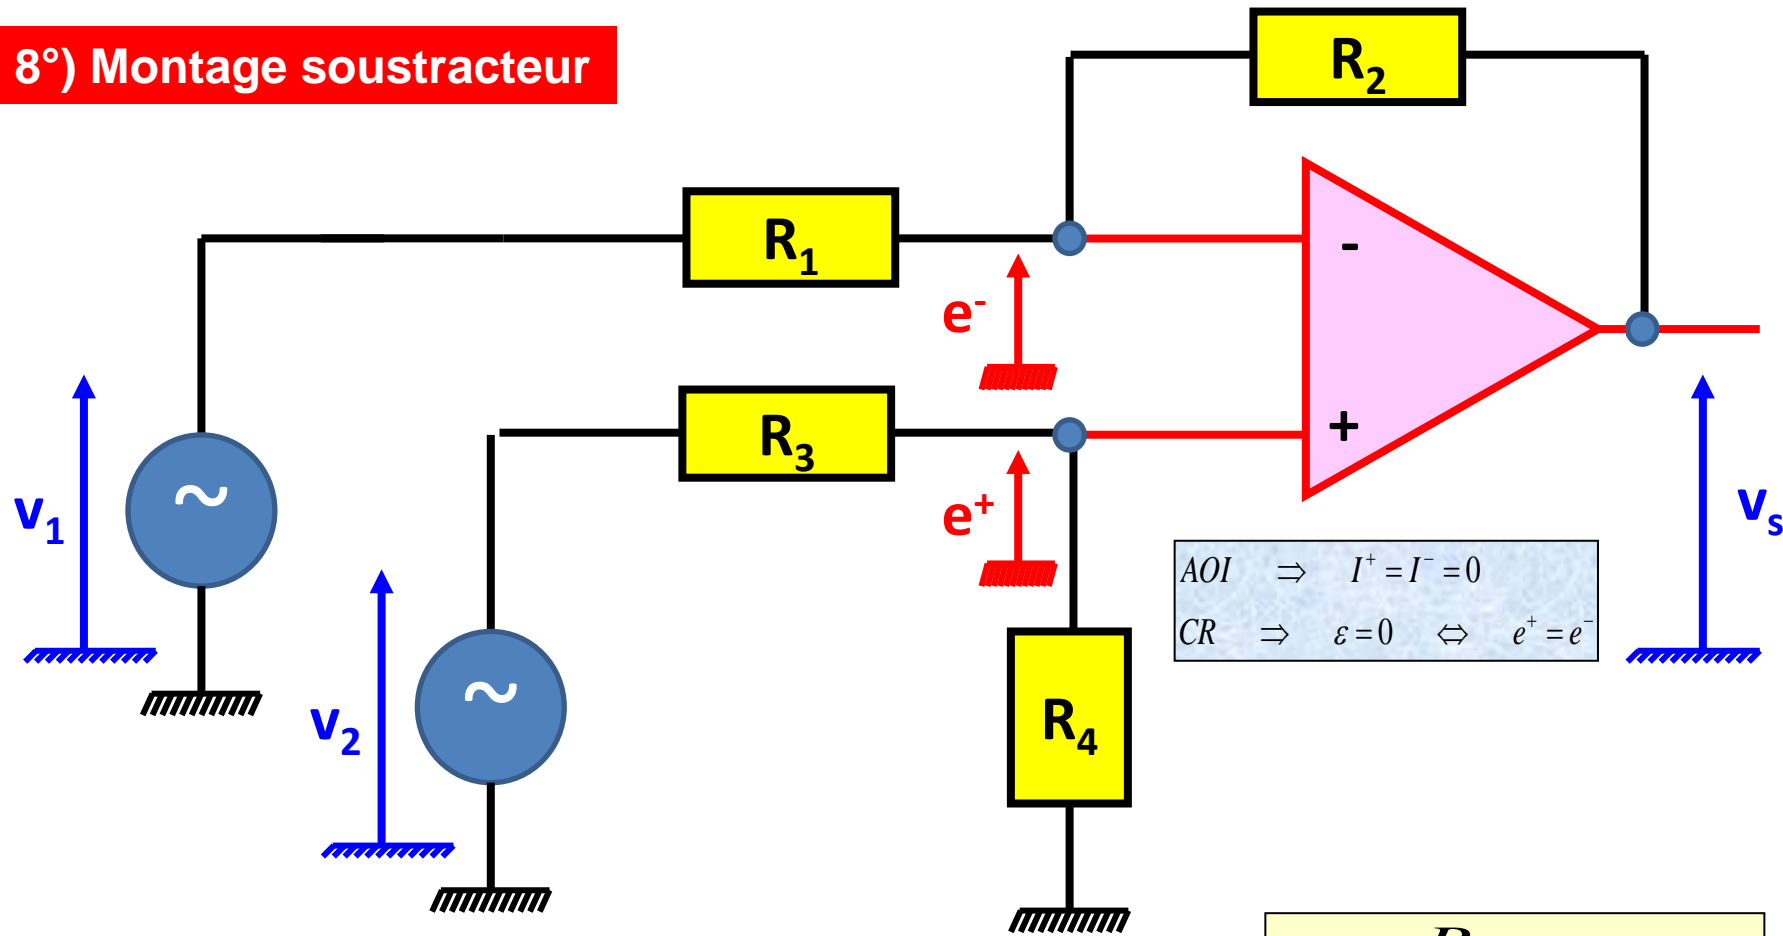 8°) Montage soustracteur
R₂
R₁
-
e⁻
R₃
+
e⁺
v₁
~
v₂
~
R₄
vₛ
AOI ⇒ I⁺ = I⁻ = 0
CR ⇒ ε = 0 ⇔ e⁺ = e⁻